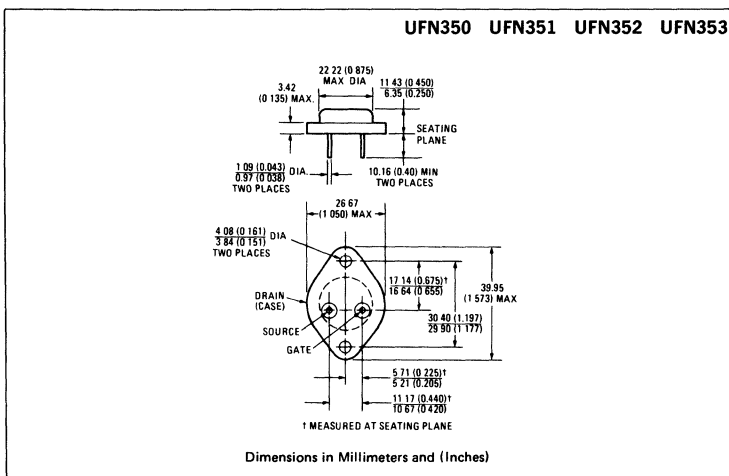 UFN350 UFN351 UFN352 UFN353
22 22 (0 875)
MAX DIA
11 43 (0 450)
6.35 (0.250)
3.42
(0 135) MAX.
SEATING
PLANE
1 09 (0.043)
0.97 (0 038) DIA.
TWO PLACES
10.16 (0.40) MIN
TWO PLACES
26 67
(1 050) MAX
4 08 (0 161)
3 84 (0 151) DIA
TWO PLACES
17 14 (0.675)†
16 64 (0 655)
39.95
(1 573) MAX
DRAIN
(CASE)
SOURCE
GATE
30 40 (1.197)
29 90 (1 177)
5 71 (0 225)†
5 21 (0.205)
11 17 (0.440)†
10 67 (0 420)
† MEASURED AT SEATING PLANE
Dimensions in Millimeters and (Inches)